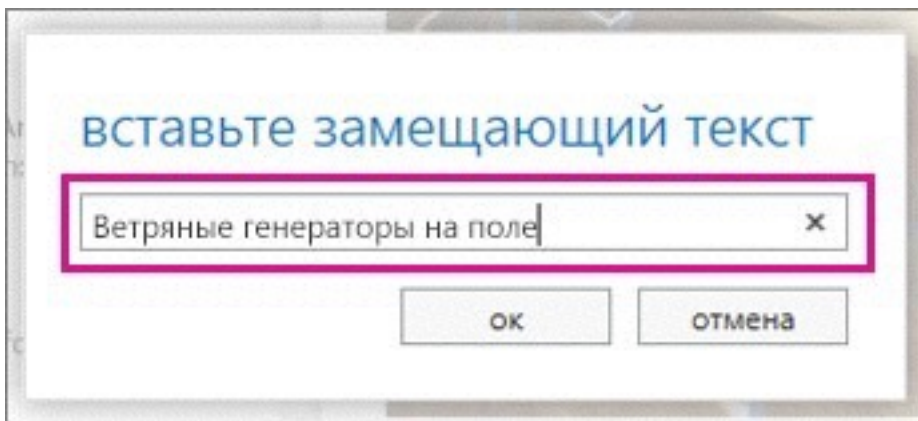 вставьте замещающий текст
Ветряные генераторы на поле
ок
отмена